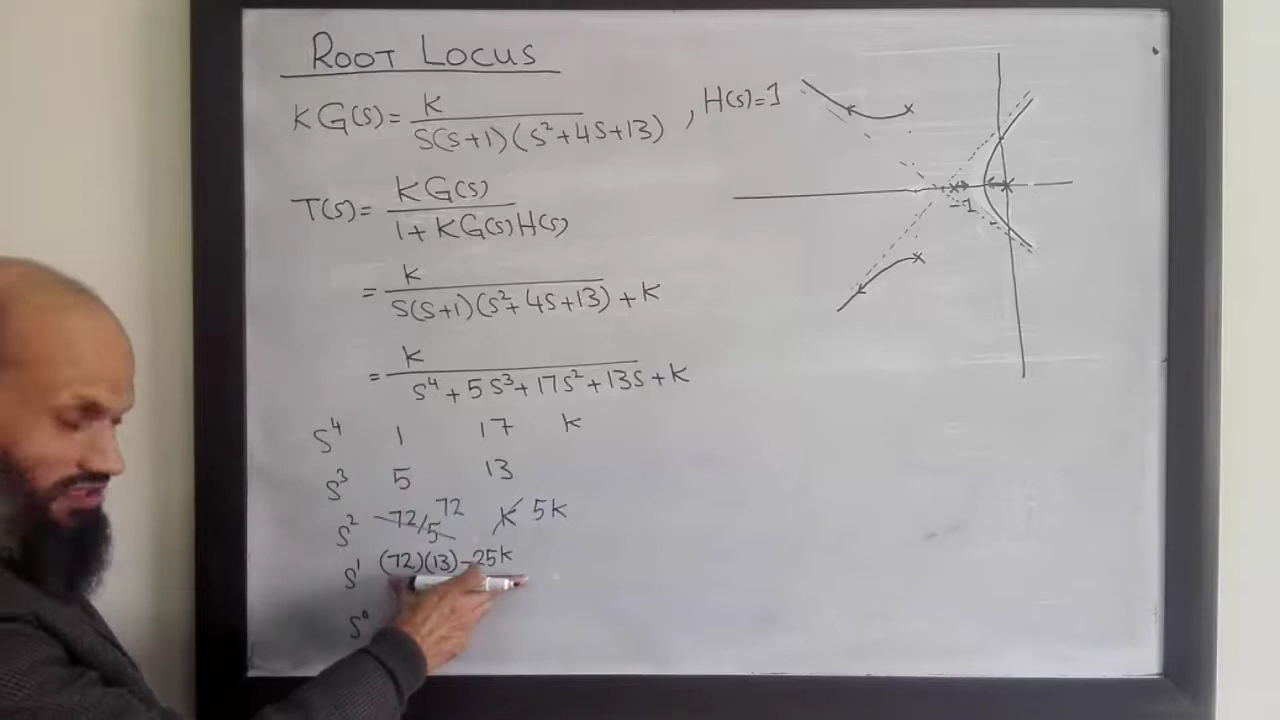 ROOT LOCUS
KG(s) = K / S(S+1)(S²+4S+13) , H(s)=1
T(s) = KG(s) / 1+KG(s)H(s)
= K / S(S+1)(S²+4S+13)+K
= K / S⁴+5S³+17S²+13S+K
S⁴ 1 17 K
S³ 5 13
S² 72/5 72 K 5K
S¹ (72)(13)-25K
S⁰
-1